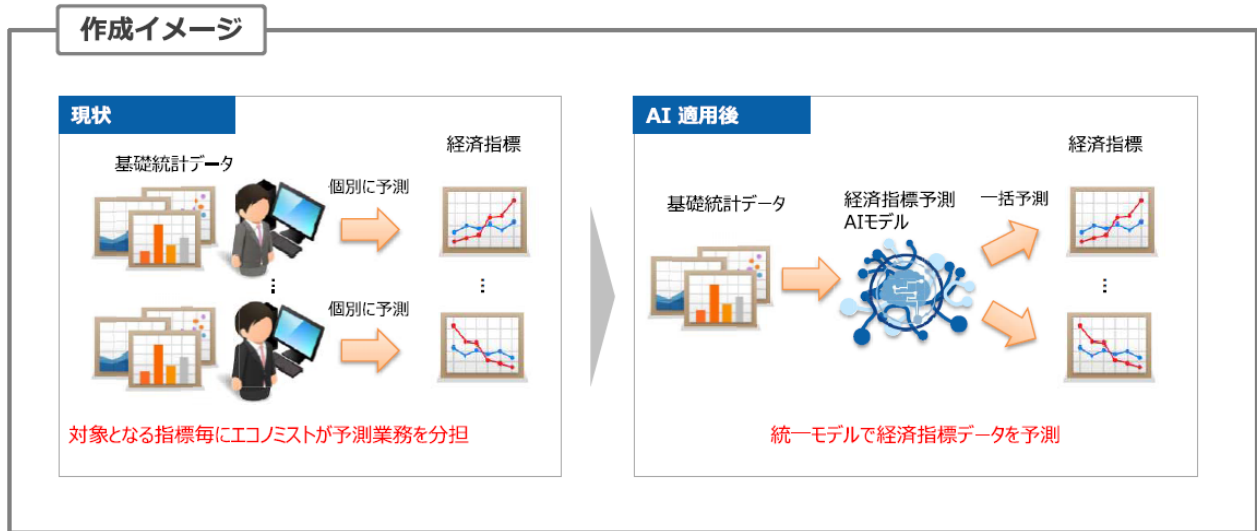 作成イメージ
現状
基礎統計データ
個別に予測
経済指標
⋮
⋮
個別に予測
対象となる指標毎にエコノミストが予測業務を分担
AI 適用後
基礎統計データ
経済指標予測
AIモデル
一括予測
経済指標
⋮
統一モデルで経済指標データを予測